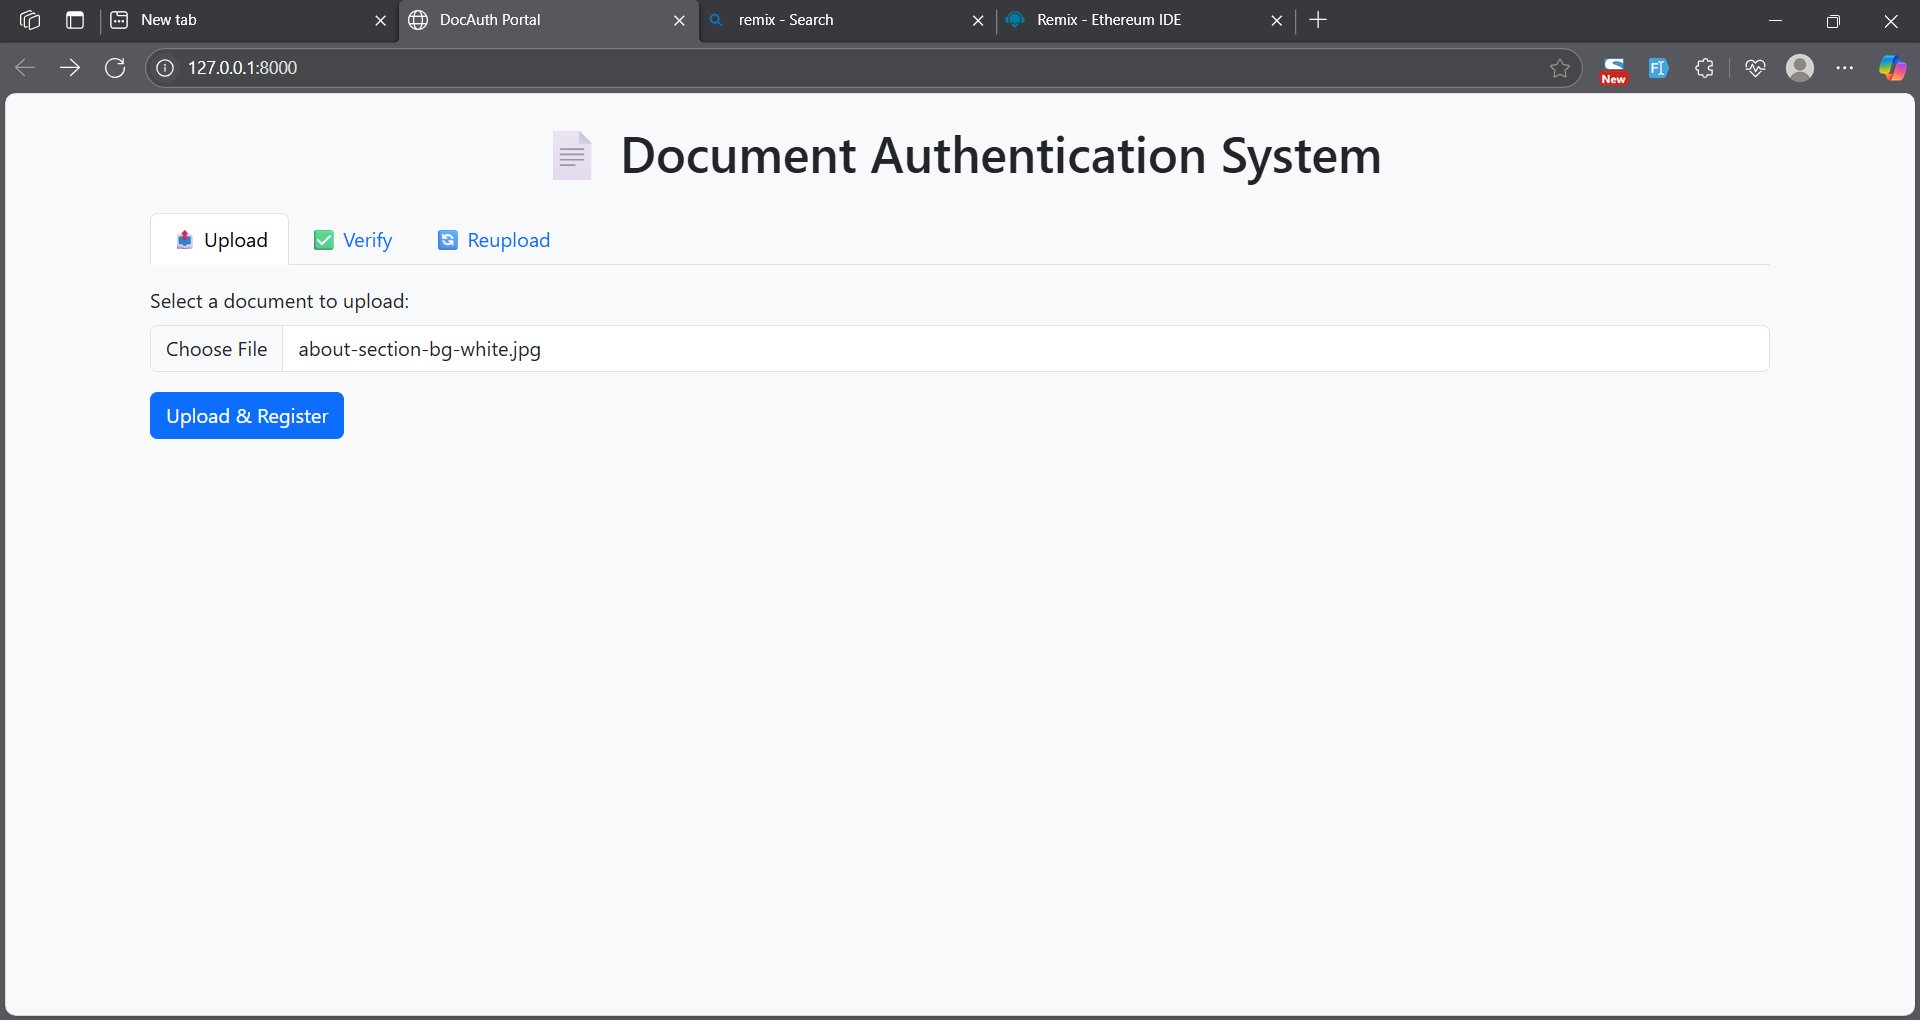 New tab
DocAuth Portal
remix - Search
Remix - Ethereum IDE
127.0.0.1:8000
New
FI
Document Authentication System
Upload
Verify
Reupload
Select a document to upload:
Choose File about-section-bg-white.jpg
Upload & Register